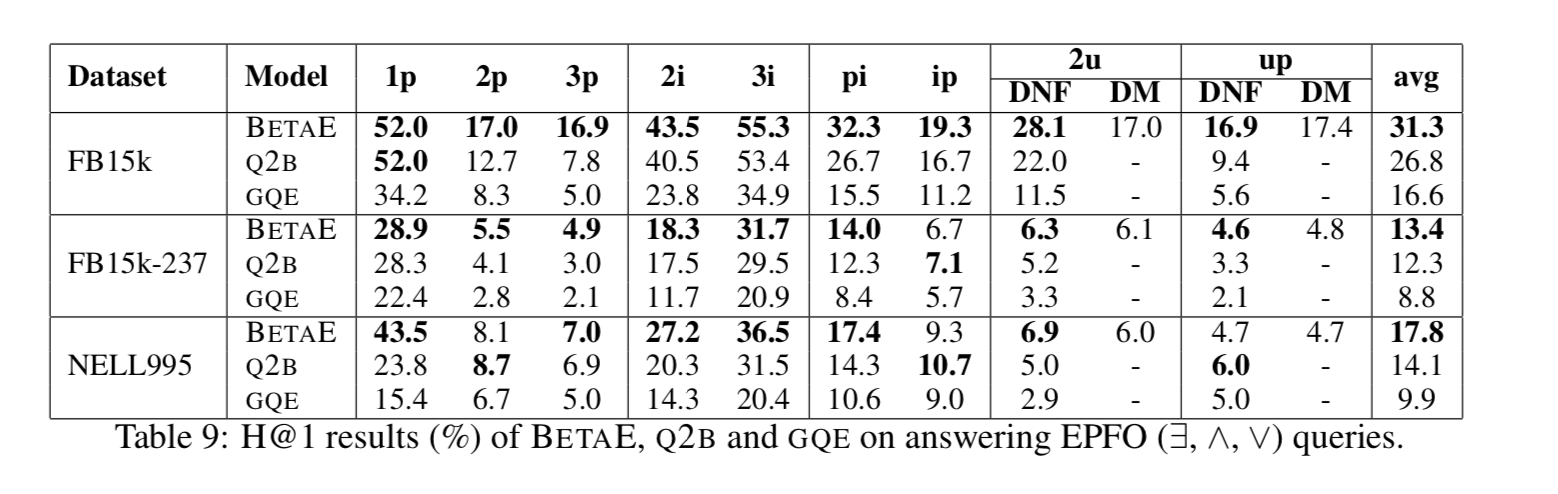 Dataset Model 1p 2p 3p 2i 3i pi ip 2u up avg
DNF DM DNF DM
FB15k BETAE 52.0 17.0 16.9 43.5 55.3 32.3 19.3 28.1 17.0 16.9 17.4 31.3
Q2B 52.0 12.7 7.8 40.5 53.4 26.7 16.7 22.0 - 9.4 - 26.8
GQE 34.2 8.3 5.0 23.8 34.9 15.5 11.2 11.5 - 5.6 - 16.6
FB15k-237 BETAE 28.9 5.5 4.9 18.3 31.7 14.0 6.7 6.3 6.1 4.6 4.8 13.4
Q2B 28.3 4.1 3.0 17.5 29.5 12.3 7.1 5.2 - 3.3 - 12.3
GQE 22.4 2.8 2.1 11.7 20.9 8.4 5.7 3.3 - 2.1 - 8.8
NELL995 BETAE 43.5 8.1 7.0 27.2 36.5 17.4 9.3 6.9 6.0 4.7 4.7 17.8
Q2B 23.8 8.7 6.9 20.3 31.5 14.3 10.7 5.0 - 6.0 - 14.1
GQE 15.4 6.7 5.0 14.3 20.4 10.6 9.0 2.9 - 5.0 - 9.9
Table 9: H@1 results (%) of BETAE, Q2B and GQE on answering EPFO (∃, ∧, ∨) queries.